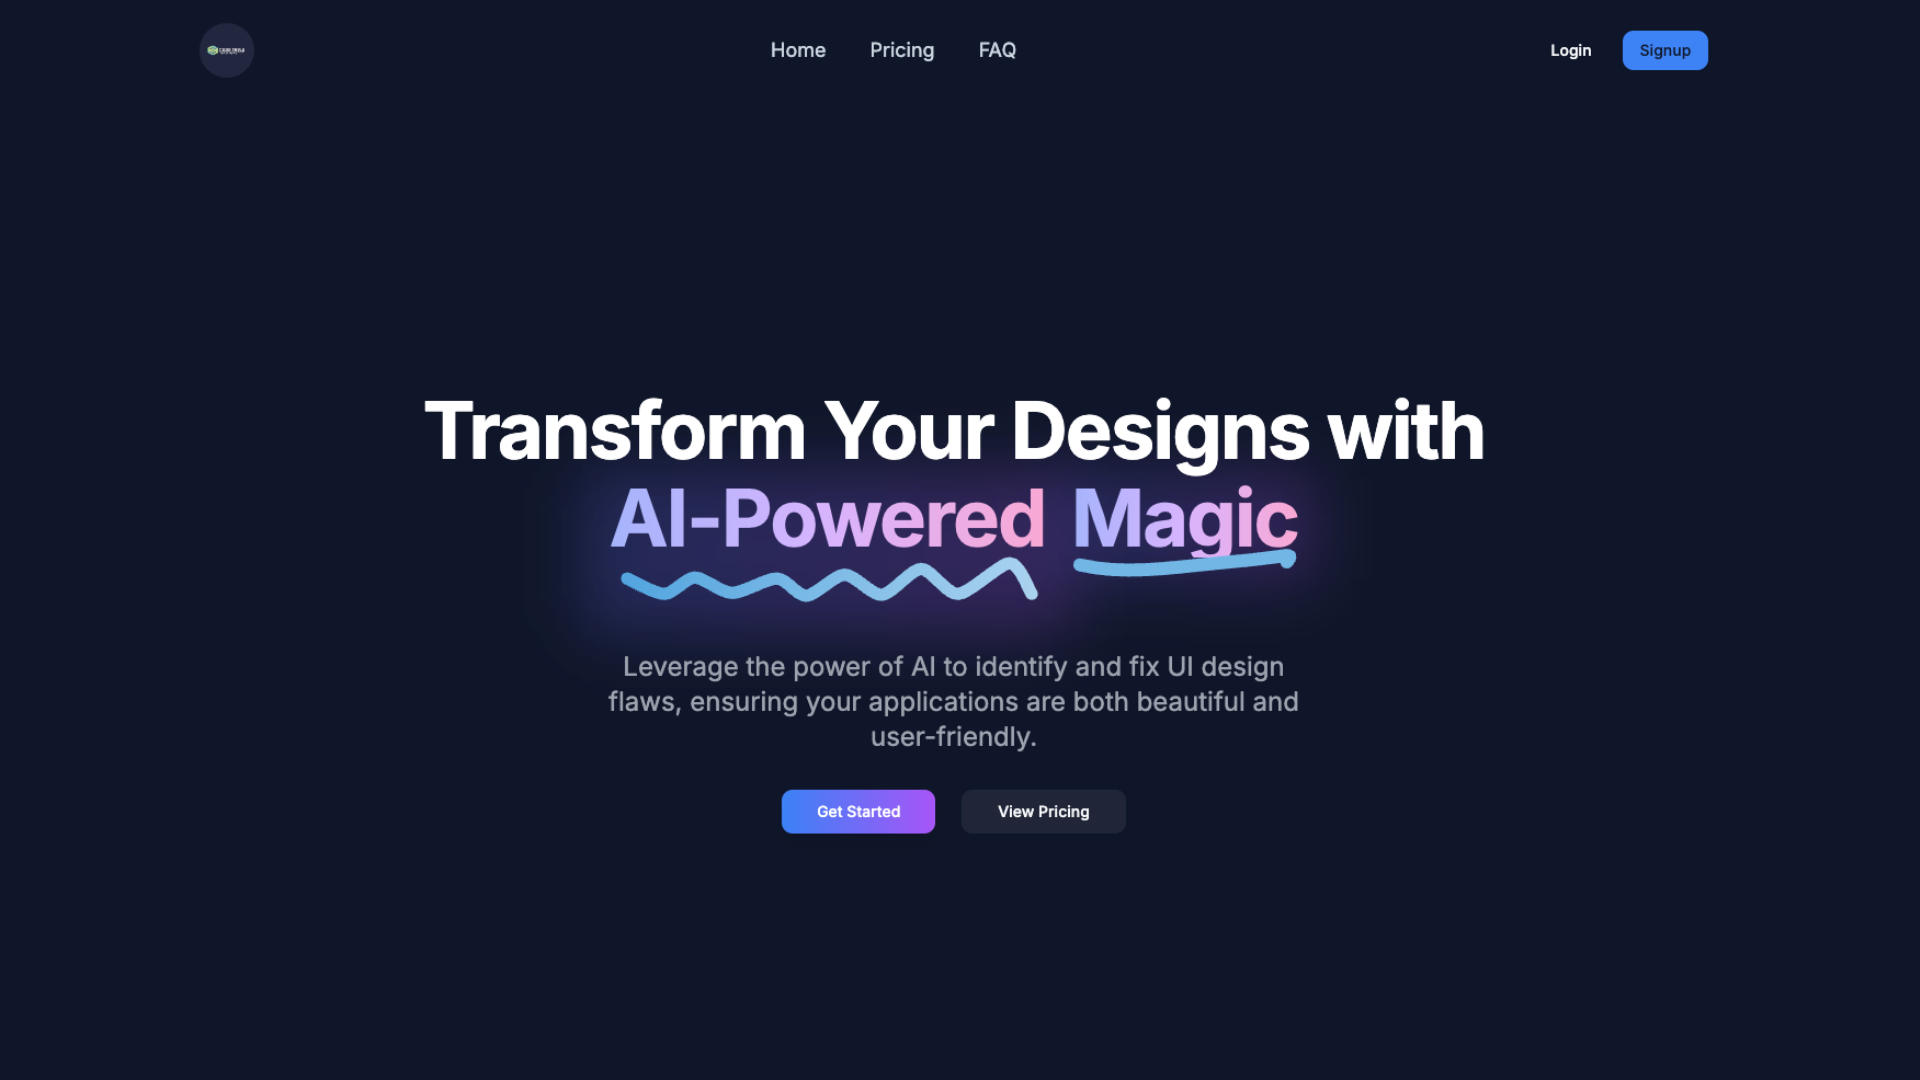 Home
Pricing
FAQ
Login
Signup
Transform Your Designs with
AI-Powered Magic
Leverage the power of AI to identify and fix UI design
flaws, ensuring your applications are both beautiful and
user-friendly.
Get Started
View Pricing